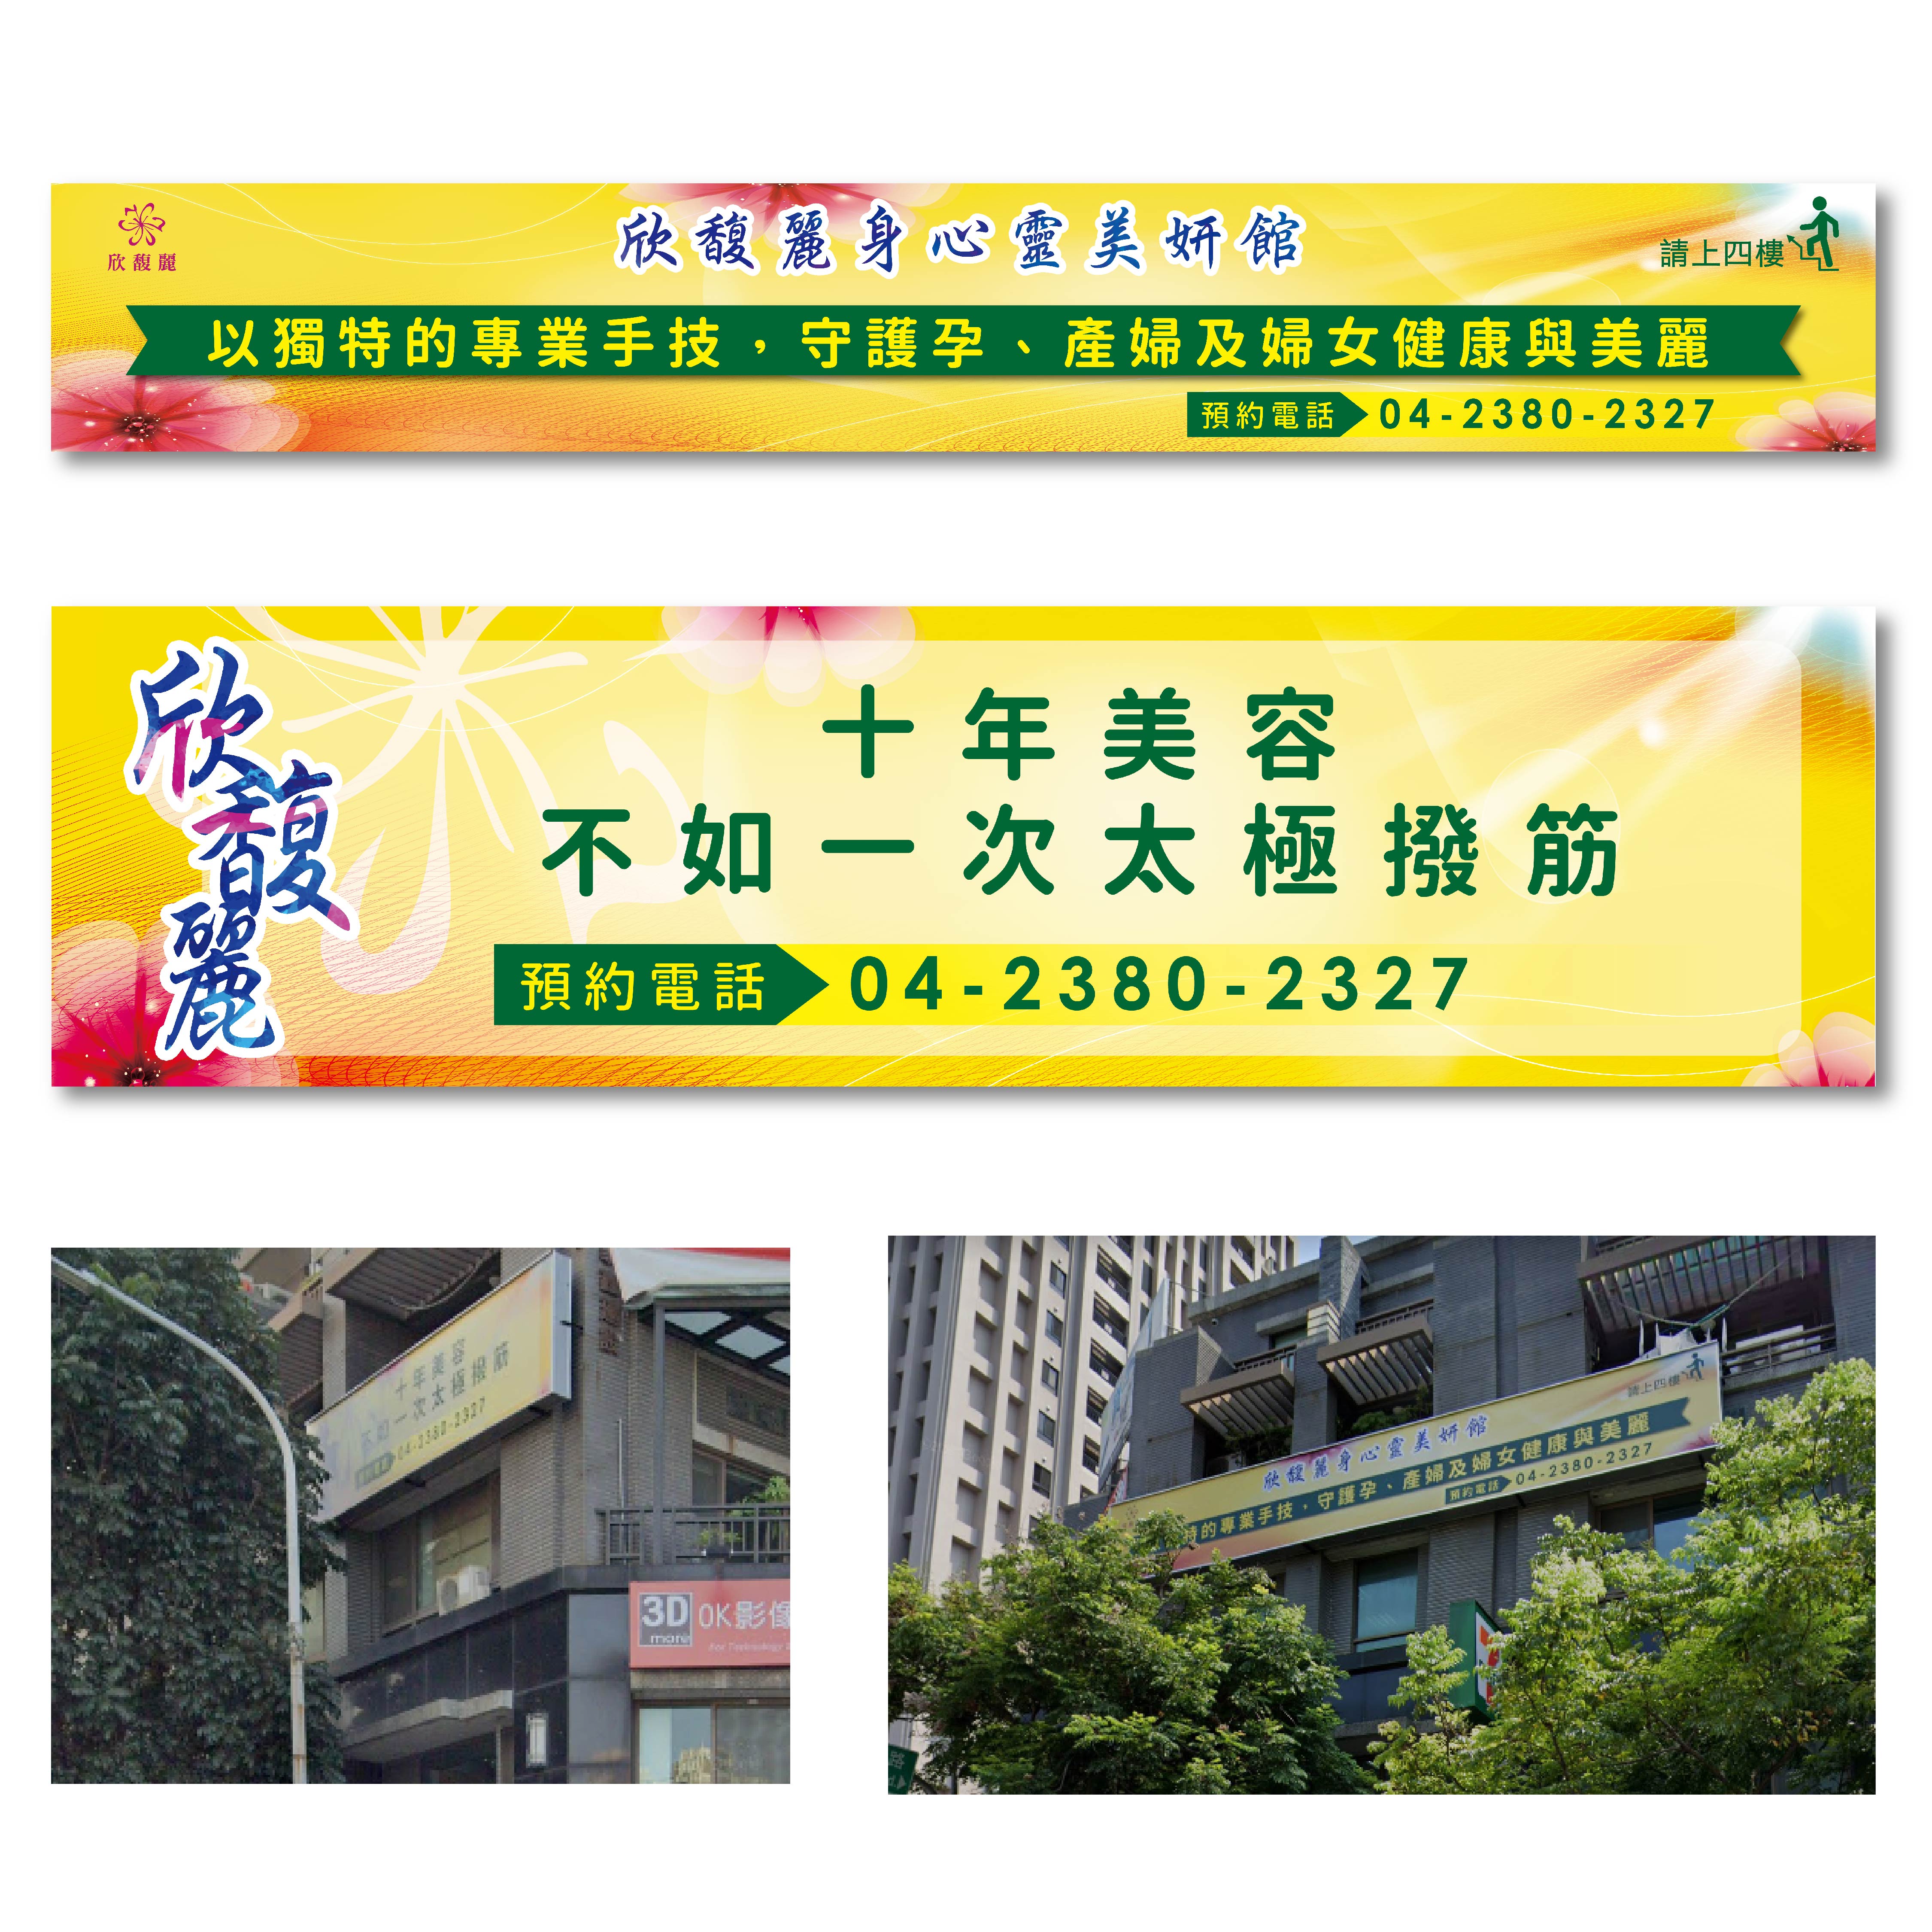 欣馥麗
欣馥麗身心靈美妍館
請上四樓
以獨特的專業手技，守護孕、產婦及婦女健康與美麗
預約電話 04-2380-2327
欣馥麗
十年美容
不如一次太極撥筋
預約電話 04-2380-2327
十年美容
不如一次太極撥筋
04-2380-2327
3D
more
OK影像
For Technology
請上四樓
欣馥麗身心靈美妍館
特的專業手技，守護孕、產婦及婦女健康與美麗
預約電話 04-2380-2327
路